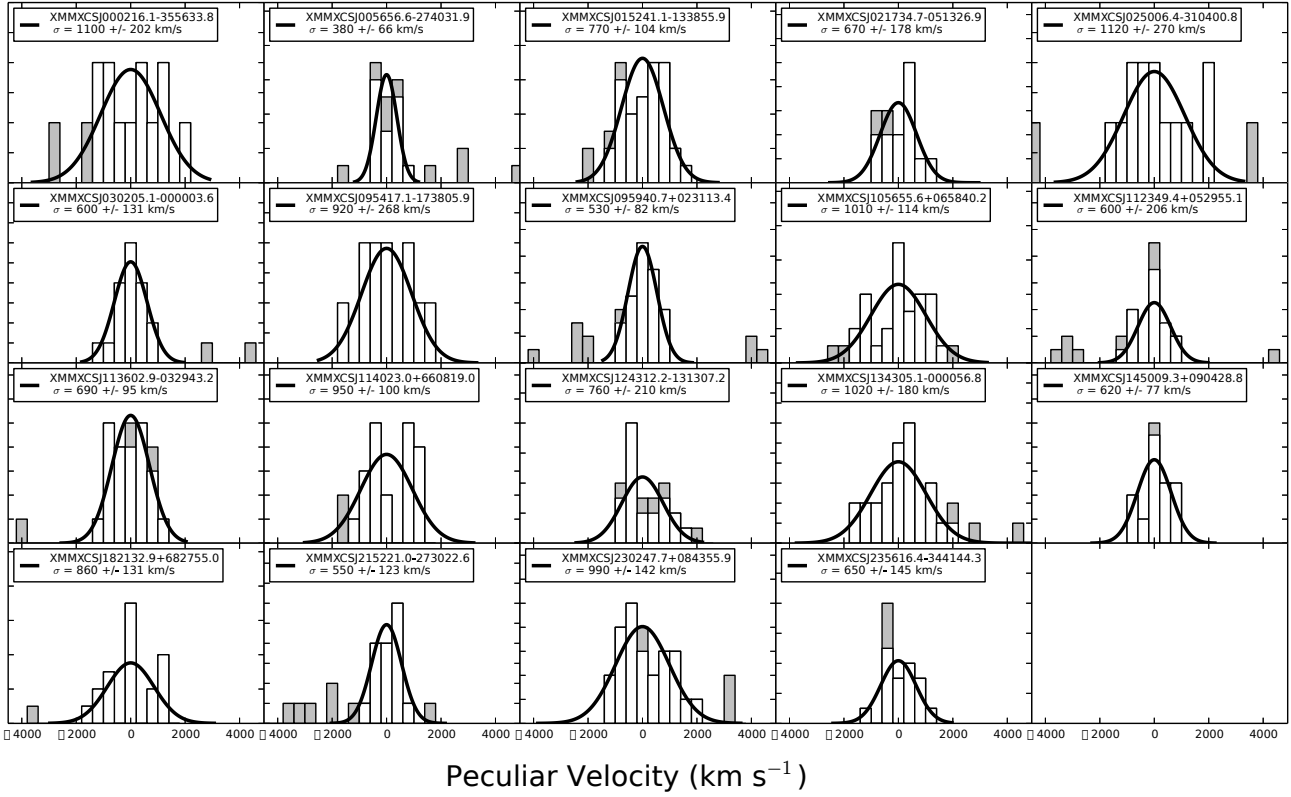 XMMXCSJ000216.1-355633.8
σ = 1100 +/- 202 km/s
XMMXCSJ005656.6-274031.9
σ = 380 +/- 66 km/s
XMMXCSJ015241.1-133855.9
σ = 770 +/- 104 km/s
XMMXCSJ021734.7-051326.9
σ = 670 +/- 178 km/s
XMMXCSJ025006.4-310400.8
σ = 1120 +/- 270 km/s
XMMXCSJ030205.1-000003.6
σ = 600 +/- 131 km/s
XMMXCSJ095417.1-173805.9
σ = 920 +/- 268 km/s
XMMXCSJ095940.7+023113.4
σ = 530 +/- 82 km/s
XMMXCSJ105655.6+065840.2
σ = 1010 +/- 114 km/s
XMMXCSJ112349.4+052955.1
σ = 600 +/- 206 km/s
XMMXCSJ113602.9-032943.2
σ = 690 +/- 95 km/s
XMMXCSJ114023.0+660819.0
σ = 950 +/- 100 km/s
XMMXCSJ124312.2-131307.2
σ = 760 +/- 210 km/s
XMMXCSJ134305.1-000056.8
σ = 1020 +/- 180 km/s
XMMXCSJ145009.3+090428.8
σ = 620 +/- 77 km/s
XMMXCSJ182132.9+682755.0
σ = 860 +/- 131 km/s
XMMXCSJ215221.0-273022.6
σ = 550 +/- 123 km/s
XMMXCSJ230247.7+084355.9
σ = 990 +/- 142 km/s
XMMXCSJ235616.4-344144.3
σ = 650 +/- 145 km/s
▯4000 ▯2000 0 2000 4000 ▯4000 ▯2000 0 2000 4000 ▯4000 ▯2000 0 2000 4000 ▯4000 ▯2000 0 2000 4000 ▯4000 ▯2000 0 2000 4000
Peculiar Velocity (km s⁻¹)